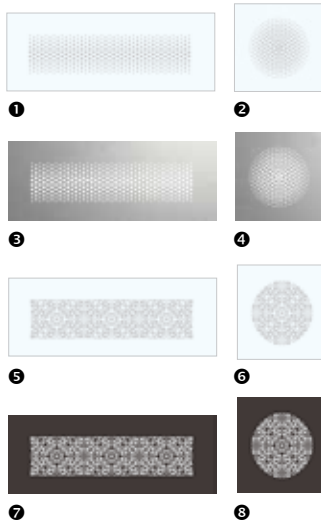 ❶ ❷
❸ ❹
❺ ❻
❼ ❽